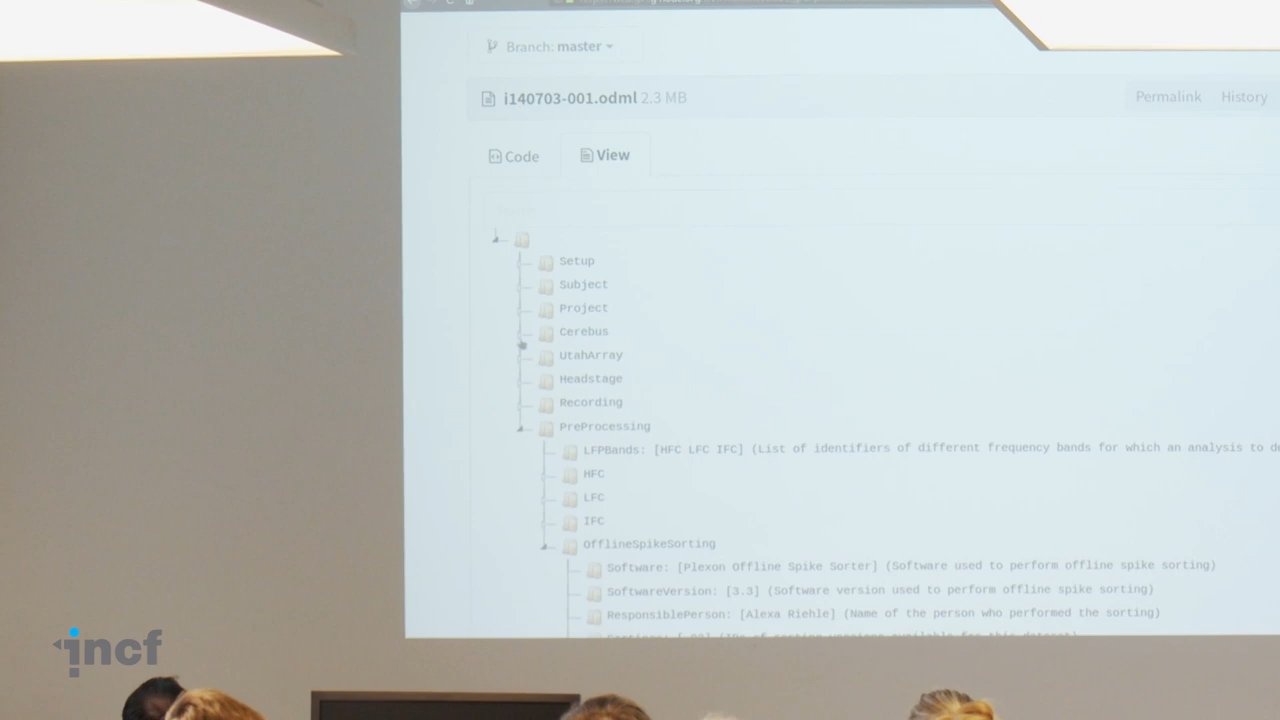 Branch: master
i140703-001.odml 2.3 MB
Permalink History
Code View
Setup
Subject
Project
Cerebus
UtahArray
Headstage
Recording
PreProcessing
LFPBands: [HFC LFC IFC] (List of identifiers of different frequency bands for which an analysis to
HFC
LFC
IFC
OfflineSpikeSorting
Software: [Plexon Offline Spike Sorter] (Software used to perform offline spike sorting)
SoftwareVersion: [3.3] (Software version used to perform offline spike sorting)
ResponsiblePerson: [Alexa Riehle] (Name of the person who performed the sorting)
incf